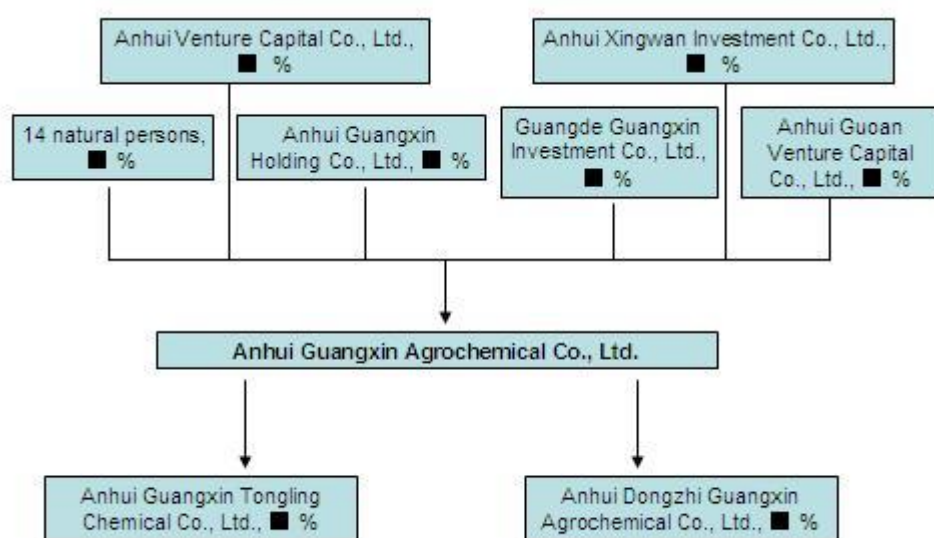 Anhui Venture Capital Co., Ltd.,
■ %
Anhui Xingwan Investment Co., Ltd.,
■ %
14 natural persons,
■ %
Anhui Guangxin
Holding Co., Ltd., ■ %
Guangde Guangxin
Investment Co., Ltd.,
■ %
Anhui Guoan
Venture Capital
Co., Ltd., ■ %
Anhui Guangxin Agrochemical Co., Ltd.
Anhui Guangxin Tongling
Chemical Co., Ltd., ■ %
Anhui Dongzhi Guangxin
Agrochemical Co., Ltd., ■ %